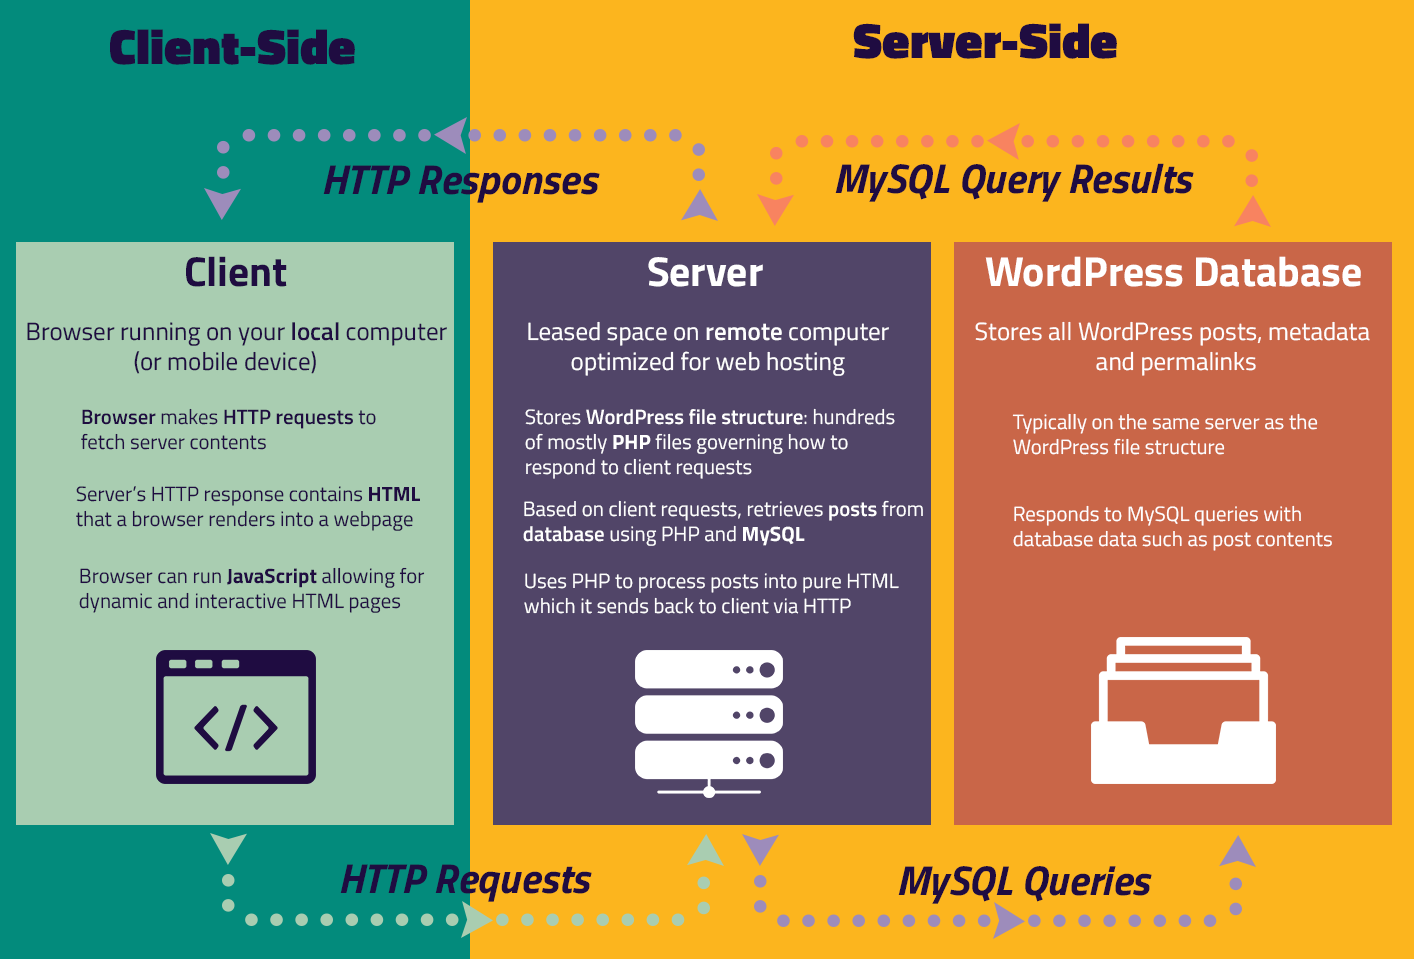 Client-Side
Server-Side
HTTP Responses
MySQL Query Results
Client
Browser running on your local computer
(or mobile device)
Browser makes HTTP requests to
fetch server contents
Server's HTTP response contains HTML
that a browser renders into a webpage
Browser can run JavaScript allowing for
dynamic and interactive HTML pages
</>
Server
Leased space on remote computer
optimized for web hosting
Stores WordPress file structure: hundreds
of mostly PHP files governing how to
respond to client requests
Based on client requests, retrieves posts from
database using PHP and MySQL
Uses PHP to process posts into pure HTML
which it sends back to client via HTTP
WordPress Database
Stores all WordPress posts, metadata
and permalinks
Typically on the same server as the
WordPress file structure
Responds to MySQL queries with
database data such as post contents
HTTP Requests
MySQL Queries